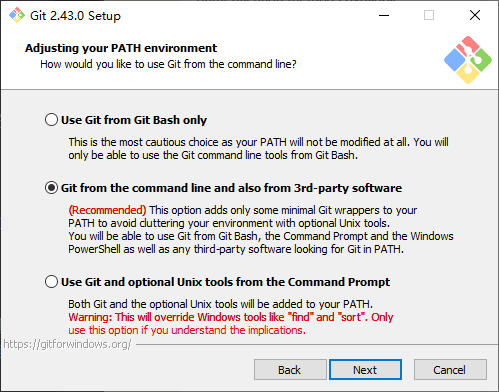 Git 2.43.0 Setup
Adjusting your PATH environment
How would you like to use Git from the command line?
Use Git from Git Bash only
This is the most cautious choice as your PATH will not be modified at all. You will
only be able to use the Git command line tools from Git Bash.
Git from the command line and also from 3rd-party software
(Recommended) This option adds only some minimal Git wrappers to your
PATH to avoid cluttering your environment with optional Unix tools.
You will be able to use Git from Git Bash, the Command Prompt and the Windows
PowerShell as well as any third-party software looking for Git in PATH.
Use Git and optional Unix tools from the Command Prompt
Both Git and the optional Unix tools will be added to your PATH.
Warning: This will override Windows tools like "find" and "sort". Only
use this option if you understand the implications.
https://gitforwindows.org/
Back Next Cancel